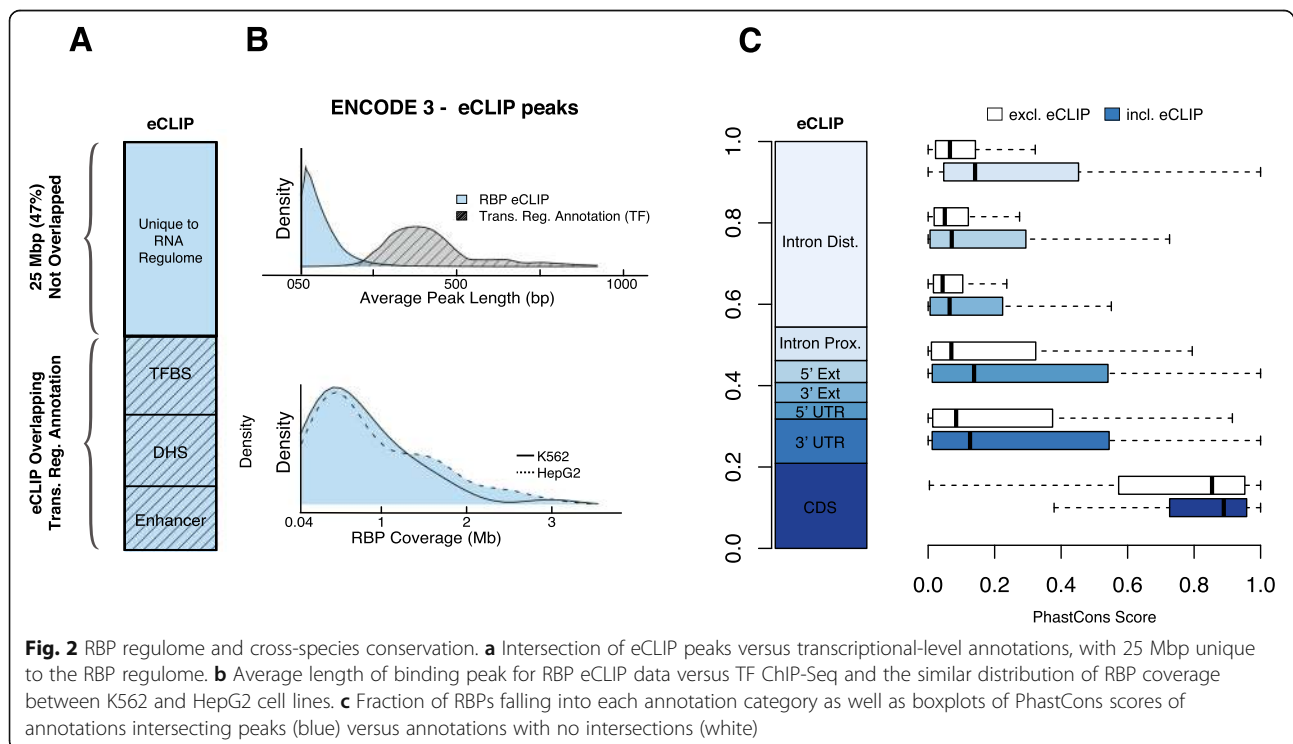 A
B
C
eCLIP
25 Mbp (47%)
Not Overlapped
eCLIP Overlapping
Trans. Reg. Annotation
Unique to
RNA
Regulome
TFBS
DHS
Enhancer
ENCODE 3 - eCLIP peaks
Density
RBP eCLIP
Trans. Reg. Annotation (TF)
050 500 1000
Average Peak Length (bp)
Density
Density
K562
HepG2
0.04 1 2 3
RBP Coverage (Mb)
eCLIP
1.0
0.8
0.6
0.4
0.2
0.0
Intron Dist.
Intron Prox.
5' Ext
3' Ext
5' UTR
3' UTR
CDS
excl. eCLIP incl. eCLIP
0.0 0.2 0.4 0.6 0.8 1.0
PhastCons Score
Fig. 2 RBP regulome and cross-species conservation. a Intersection of eCLIP peaks versus transcriptional-level annotations, with 25 Mbp unique
to the RBP regulome. b Average length of binding peak for RBP eCLIP data versus TF ChIP-Seq and the similar distribution of RBP coverage
between K562 and HepG2 cell lines. c Fraction of RBPs falling into each annotation category as well as boxplots of PhastCons scores of
annotations intersecting peaks (blue) versus annotations with no intersections (white)